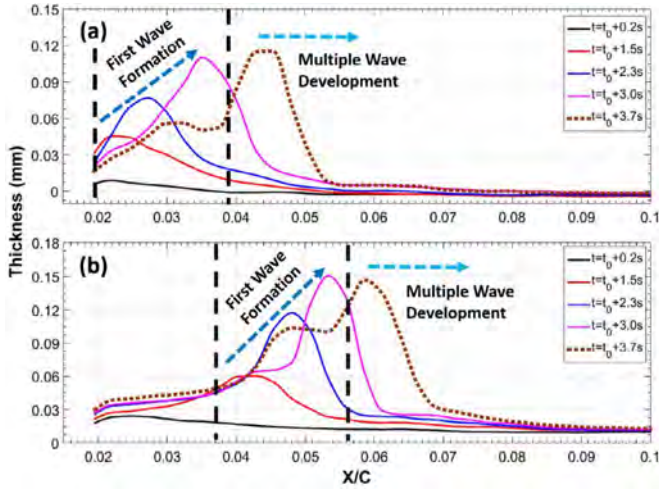 0.15
0.12
0.09
0.06
0.03
0
(a)
First Wave
Formation
Multiple Wave
Development
t=t0+0.2s
t=t0+1.5s
t=t0+2.3s
t=t0+3.0s
t=t0+3.7s
0.02 0.03 0.04 0.05 0.06 0.07 0.08 0.09 0.1
Thickness (mm)
0.18
0.15
0.12
0.09
0.06
0.03
0
(b)
First Wave
Formation
Multiple Wave
Development
t=t0+0.2s
t=t0+1.5s
t=t0+2.3s
t=t0+3.0s
t=t0+3.7s
0.02 0.03 0.04 0.05 0.06 0.07 0.08 0.09 0.1
X/C